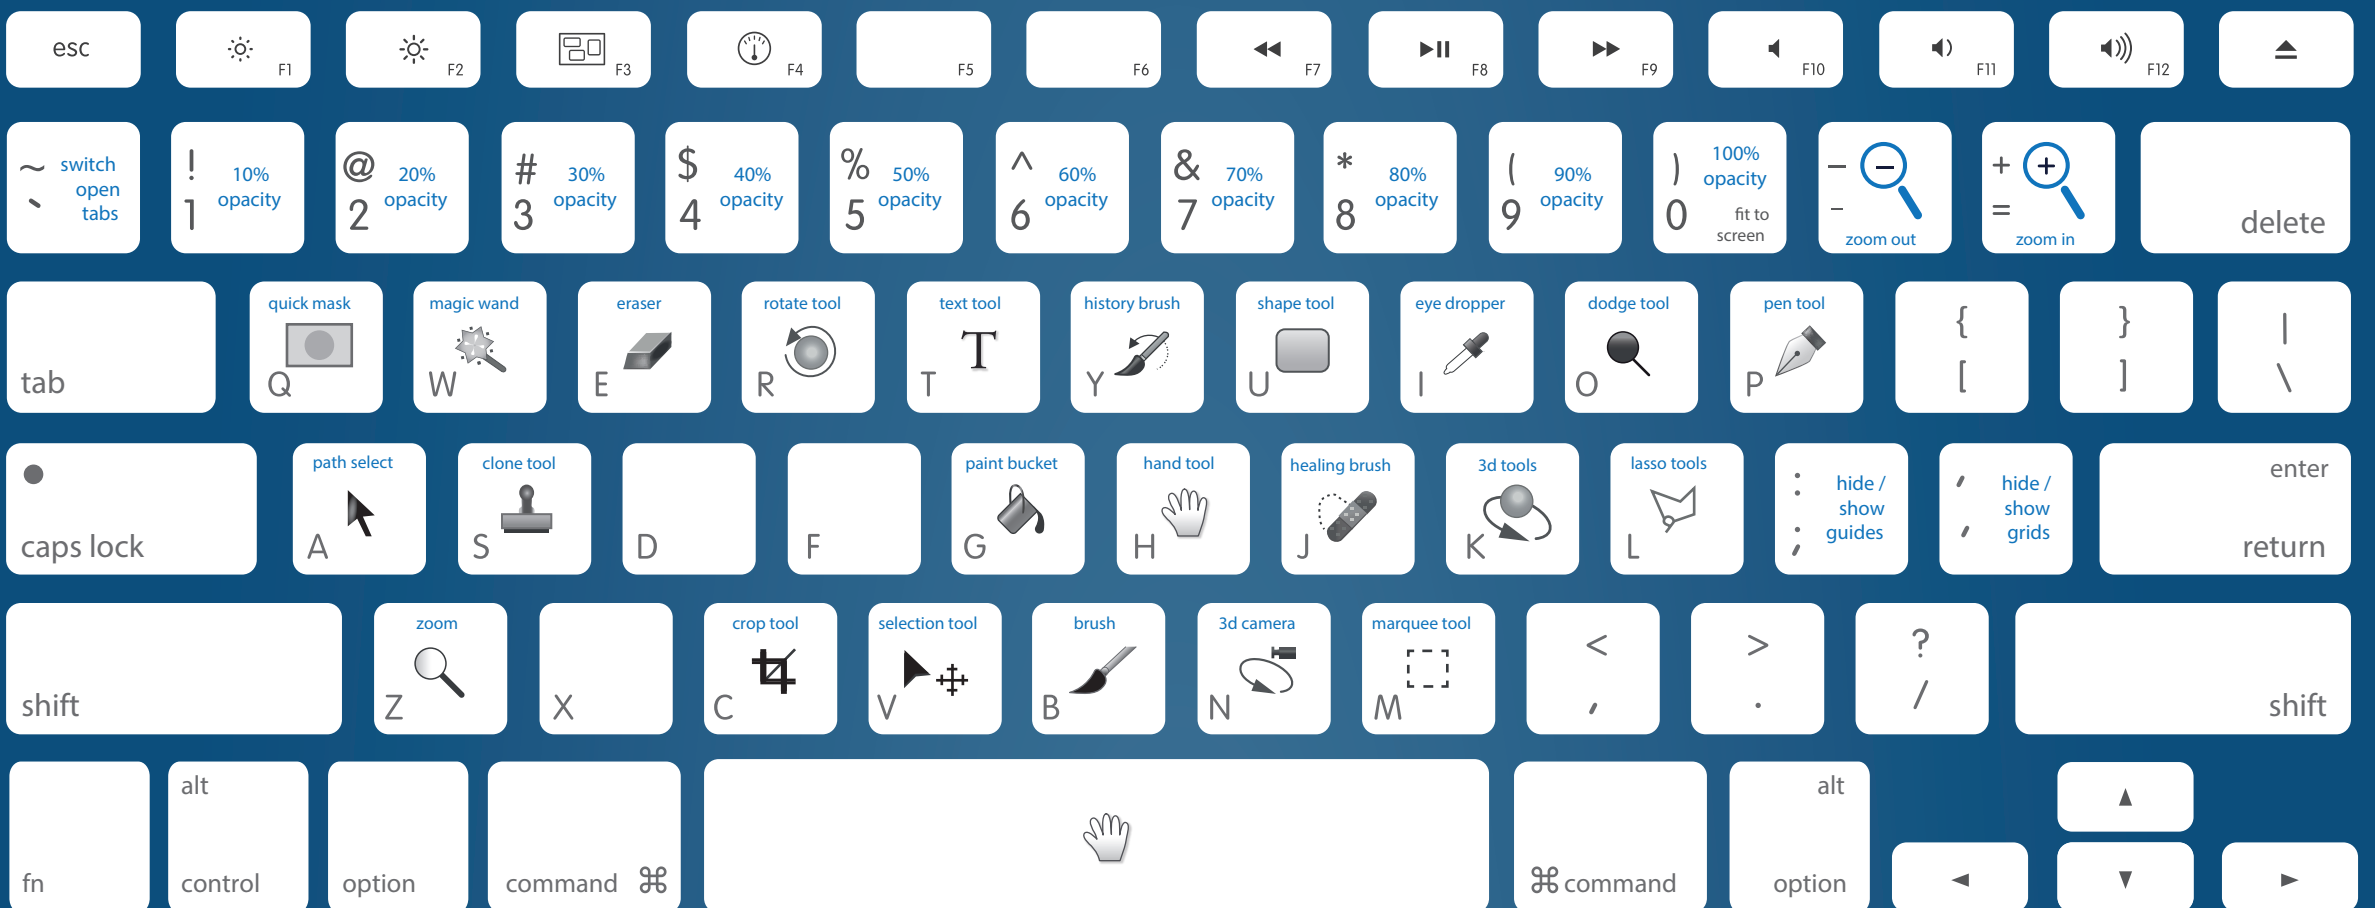 esc
F1
F2
F3
F4
F5
F6
F7
F8
F9
F10
F11
F12
~ switch
open
` tabs
! 10%
1 opacity
@ 20%
2 opacity
# 30%
3 opacity
$ 40%
4 opacity
% 50%
5 opacity
^ 60%
6 opacity
& 70%
7 opacity
* 80%
8 opacity
( 90%
9 opacity
) 100%
opacity
0 fit to
screen
–
-
zoom out
+
=
zoom in
delete
tab
quick mask
Q
magic wand
W
eraser
E
rotate tool
R
text tool
T
T
history brush
Y
shape tool
U
eye dropper
I
dodge tool
O
pen tool
P
{
[
}
]
|
\
caps lock
path select
A
clone tool
S
D
F
paint bucket
G
hand tool
H
healing brush
J
3d tools
K
lasso tools
L
: hide /
show
; guides
' hide /
show
' grids
enter
return
shift
zoom
Z
X
crop tool
C
selection tool
V
brush
B
3d camera
N
marquee tool
M
<
,
>
.
?
/
shift
fn
alt
control
option
command ⌘
⌘ command
alt
option